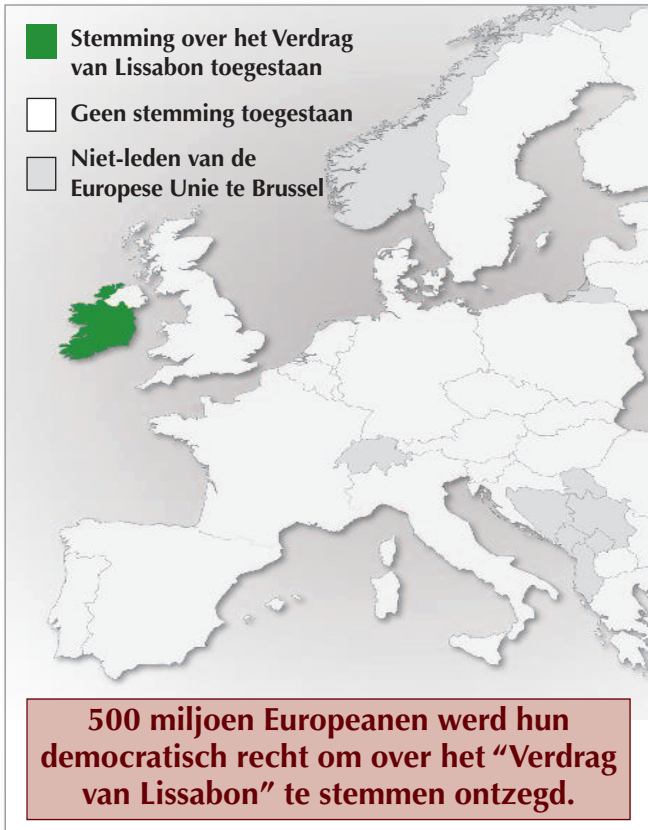 Stemming over het Verdrag
van Lissabon toegestaan
Geen stemming toegestaan
Niet-leden van de
Europese Unie te Brussel
500 miljoen Europeanen werd hun
democratisch recht om over het “Verdrag
van Lissabon” te stemmen ontzegd.